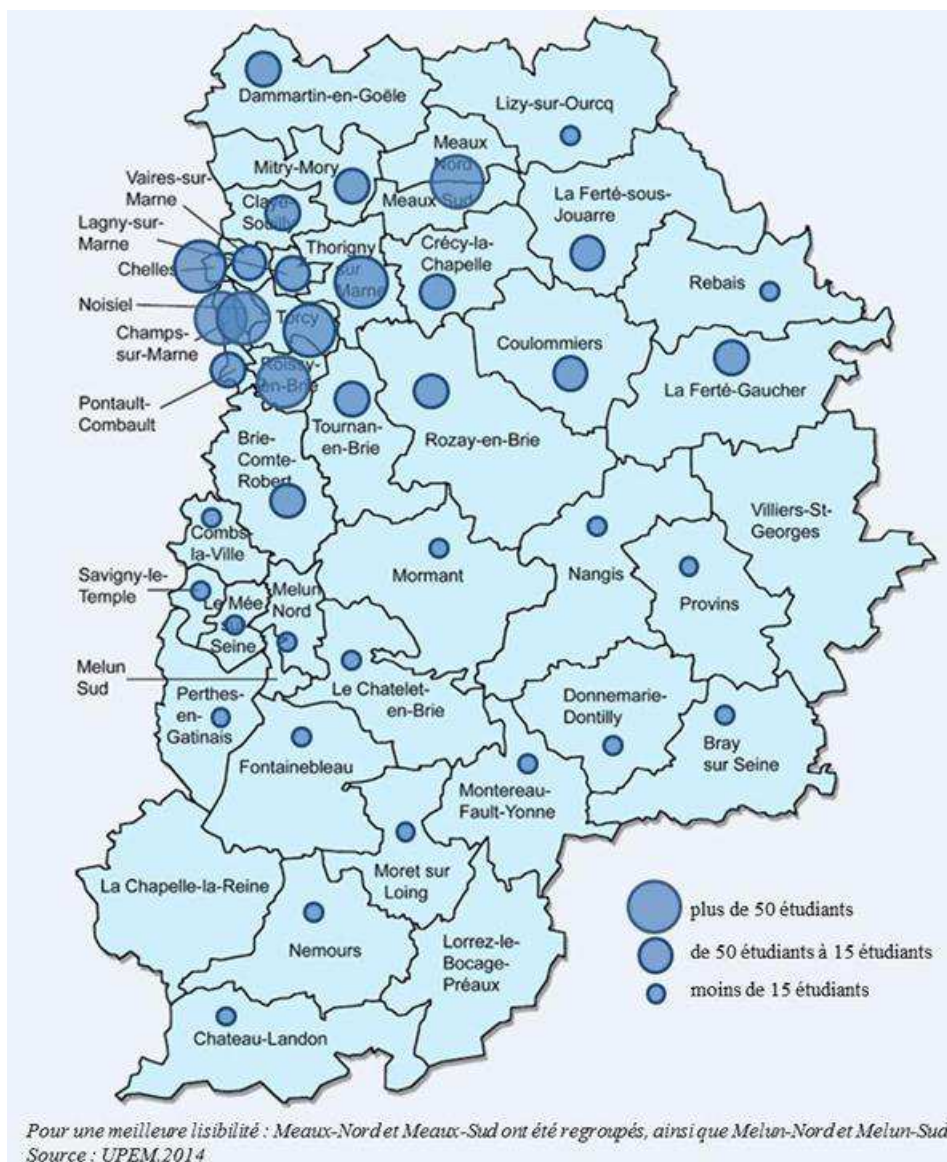 Dammartin-en-Goële
Lizy-sur-Ourcq
Meaux
Nord
Mitry-Mory
Vaires-sur-
Marne
Meaux Sud
La Ferté-sous-
Jouarre
Souilly
Lagny-sur-
Marne
Thorigny
sur
Marne
Crécy-la-
Chapelle
Chelles
Rebais
Noisiel
Torcy
Champs-
sur-Marne
Coulommiers
Roissy-
en-Brie
La Ferté-Gaucher
Pontault-
Combault
Tournan-
en-Brie
Rozay-en-Brie
Brie-
Comte-
Robert
Villiers-St-
Georges
Combs
la-Ville
Mormant
Nangis
Savigny-le-
Temple
Melun
Nord
Provins
Le Mée
Seine
Melun
Sud
Le Chatelet-
en-Brie
Donnemarie-
Dontilly
Perthes-
en-
Gatinais
Bray
sur Seine
Fontainebleau
Montereau-
Fault-Yonne
La Chapelle-la-Reine
Moret sur
Loing
plus de 50 étudiants
Nemours
Lorrez-le-
Bocage-
Préaux
de 50 étudiants à 15 étudiants
moins de 15 étudiants
Chateau-Landon
Pour une meilleure lisibilité : Meaux-Nord et Meaux-Sud ont été regroupés, ainsi que Melun-Nord et Melun-Sud
Source : UPEM,2014